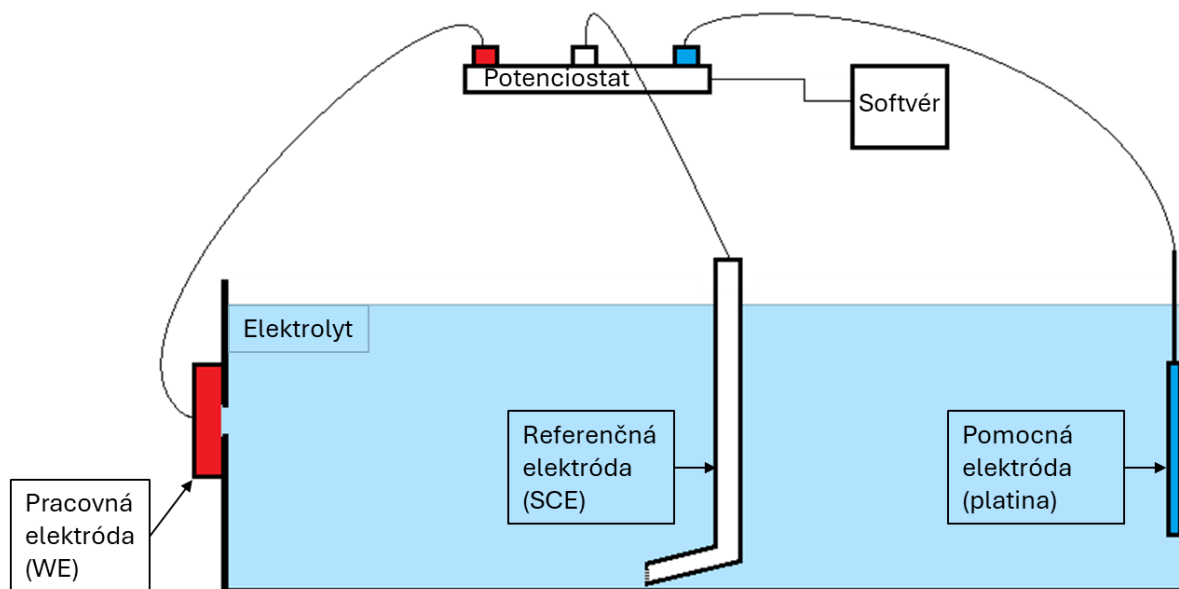 Potenciostat
Softvér
Elektrolyt
Referenčná
elektróda
(SCE)
Pomocná
elektróda
(platina)
Pracovná
elektróda
(WE)